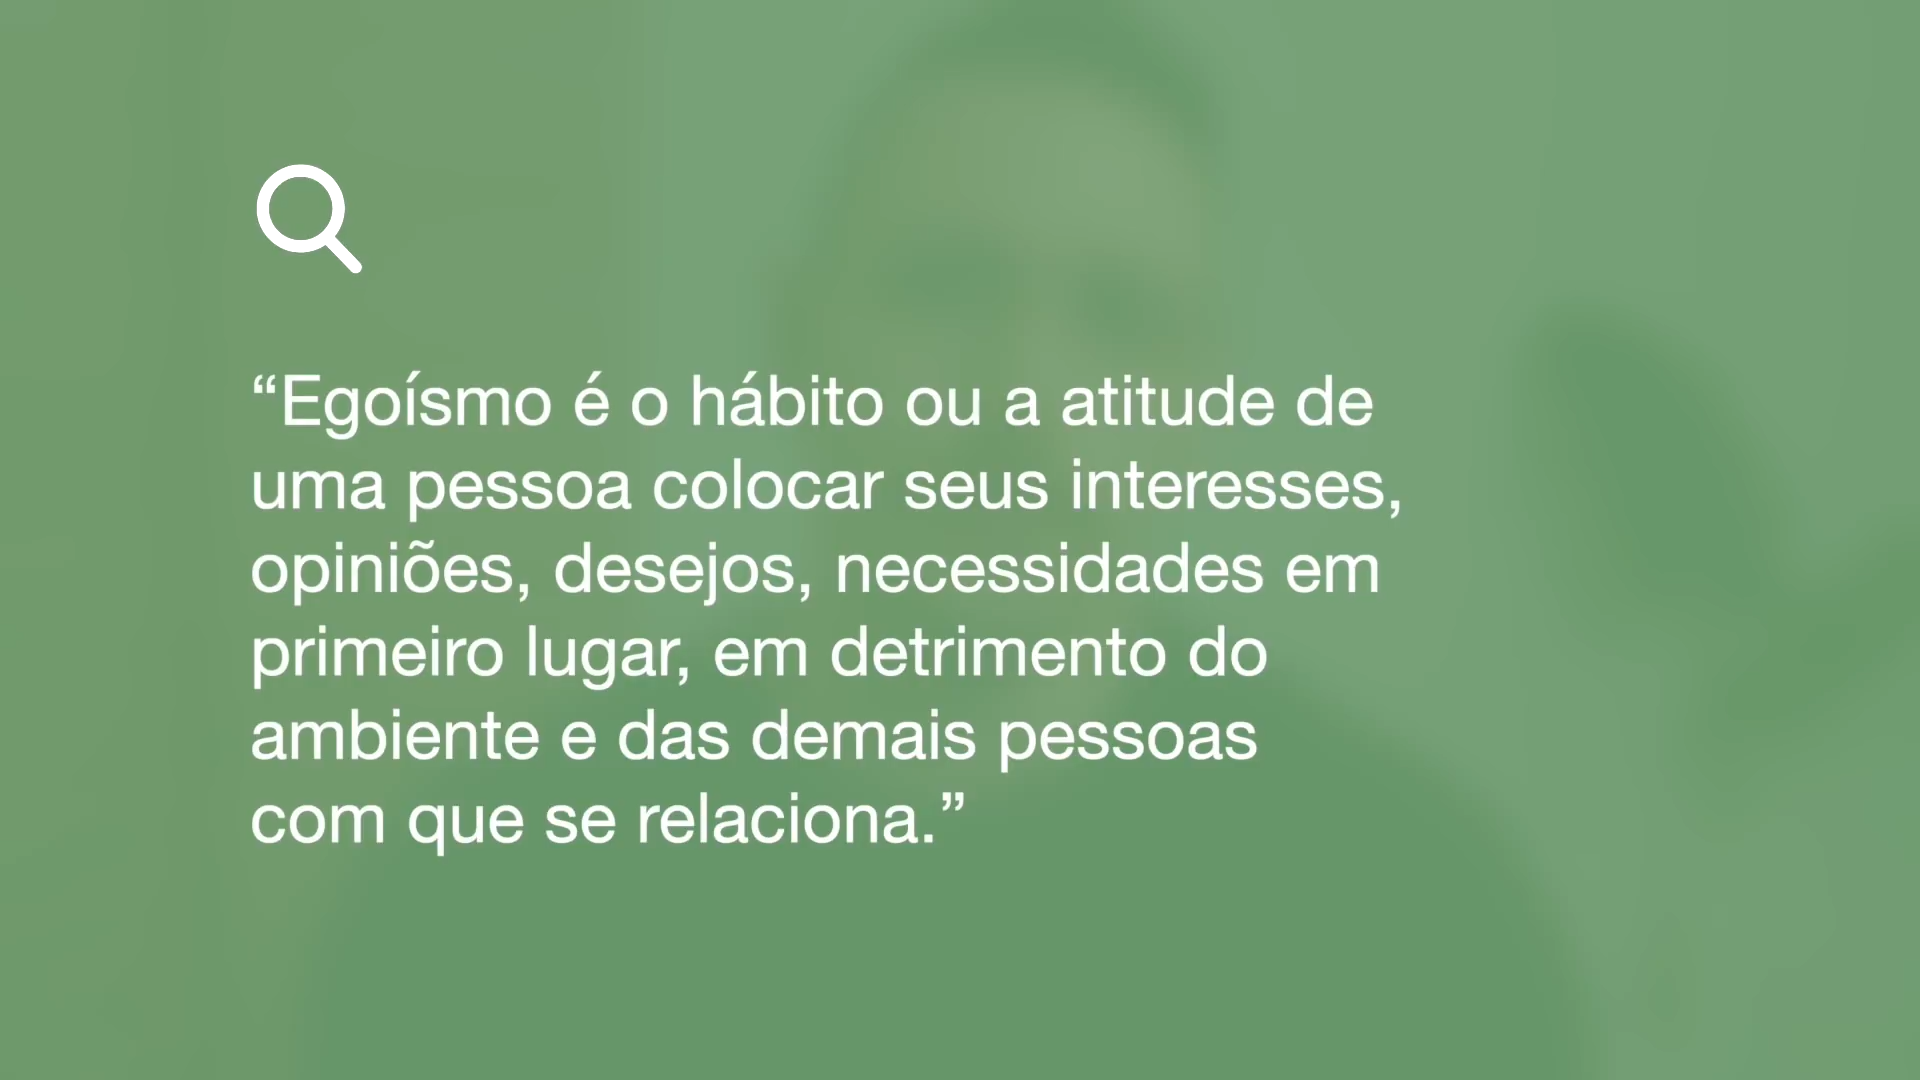 “Egoísmo é o hábito ou a atitude de
uma pessoa colocar seus interesses,
opiniões, desejos, necessidades em
primeiro lugar, em detrimento do
ambiente e das demais pessoas
com que se relaciona.”